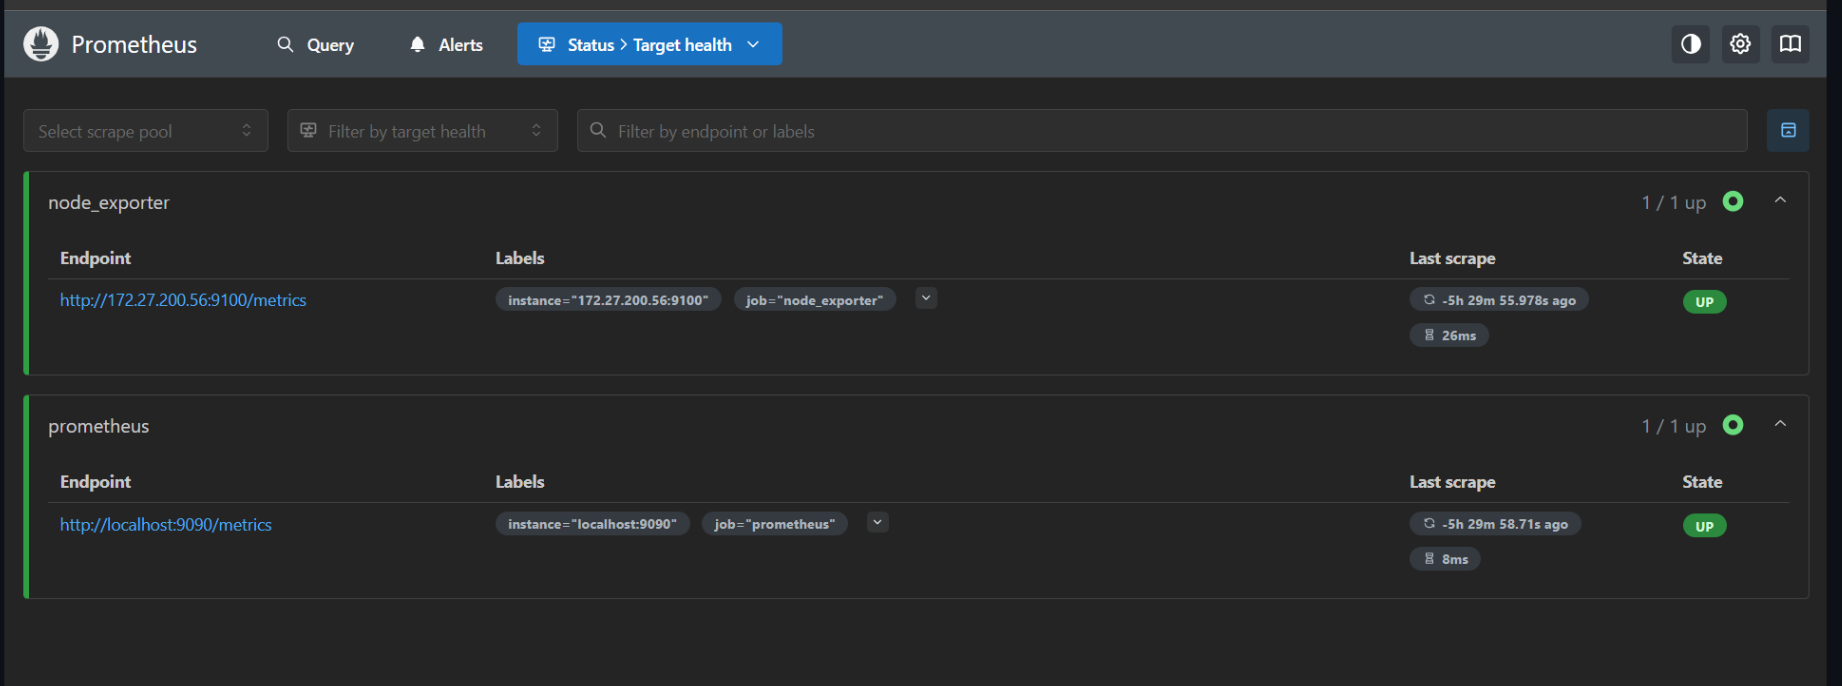 Prometheus Query Alerts Status > Target health
Select scrape pool Filter by target health Filter by endpoint or labels
node_exporter 1 / 1 up
Endpoint Labels Last scrape State
http://172.27.200.56:9100/metrics instance="172.27.200.56:9100" job="node_exporter" -5h 29m 55.978s ago UP
26ms
prometheus 1 / 1 up
Endpoint Labels Last scrape State
http://localhost:9090/metrics instance="localhost:9090" job="prometheus" -5h 29m 58.71s ago UP
8ms